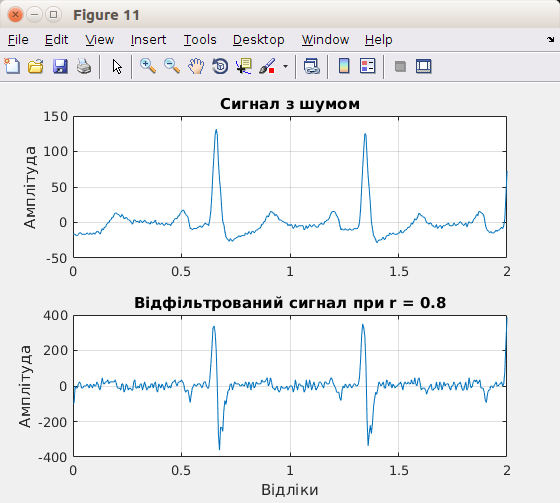 Figure 11
File Edit View Insert Tools Desktop Window Help
Сигнал з шумом
Амплітуда
150
100
50
0
-50
0 0.5 1 1.5 2
Відфільтрований сигнал при r = 0.8
Амплітуда
400
200
0
-200
-400
0 0.5 1 1.5 2
Відліки